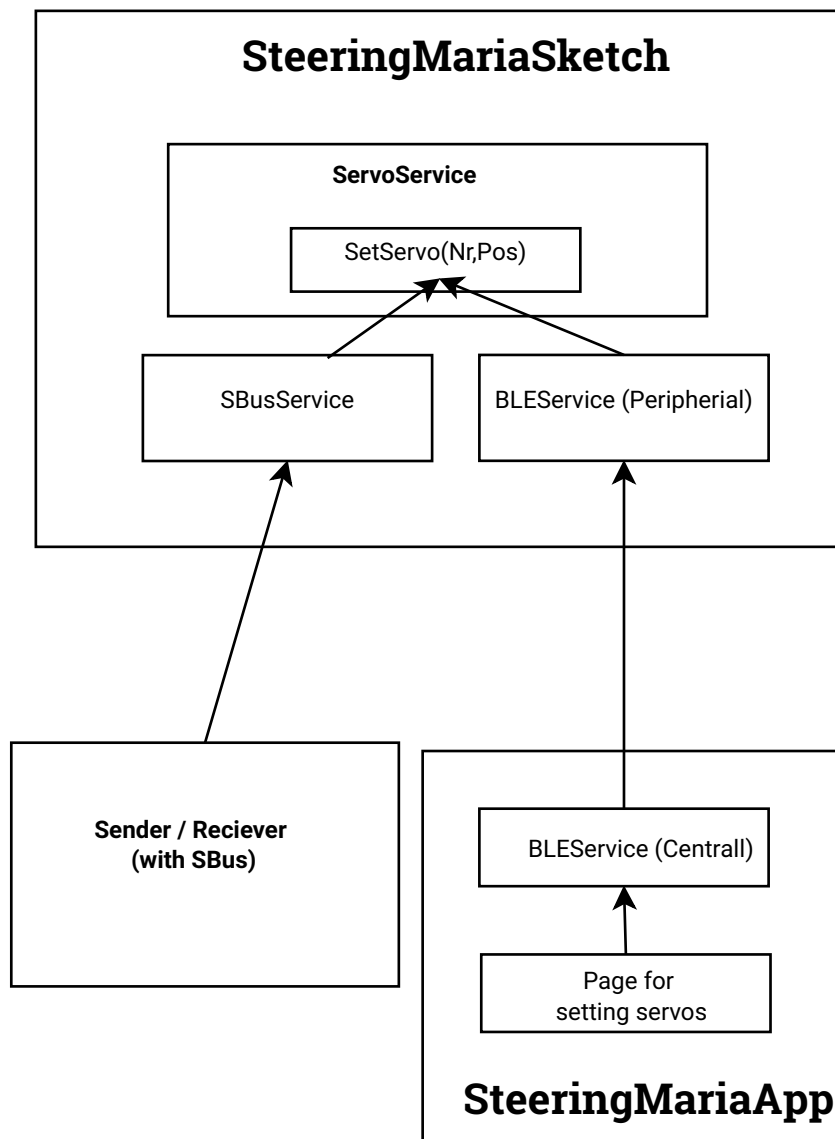 SteeringMariaSketch
ServoService
SetServo(Nr,Pos)
SBusService
BLEService (Peripherial)
Sender / Reciever
(with SBus)
BLEService (Centrall)
Page for
setting servos
SteeringMariaApp